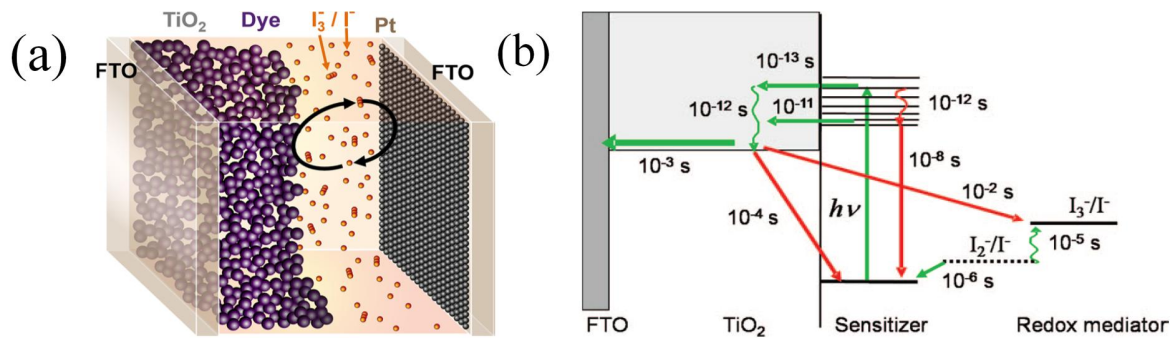 (a)
TiO₂ Dye I₃⁻ / I⁻ Pt
FTO
FTO
(b)
10⁻¹³ s
10⁻¹² s
10⁻¹¹
10⁻¹² s
10⁻³ s
10⁻⁸ s
10⁻² s
10⁻⁴ s
hν
I₃⁻/I⁻
I₂⁻/I⁻
10⁻⁵ s
10⁻⁶ s
FTO TiO₂ Sensitizer Redox mediator